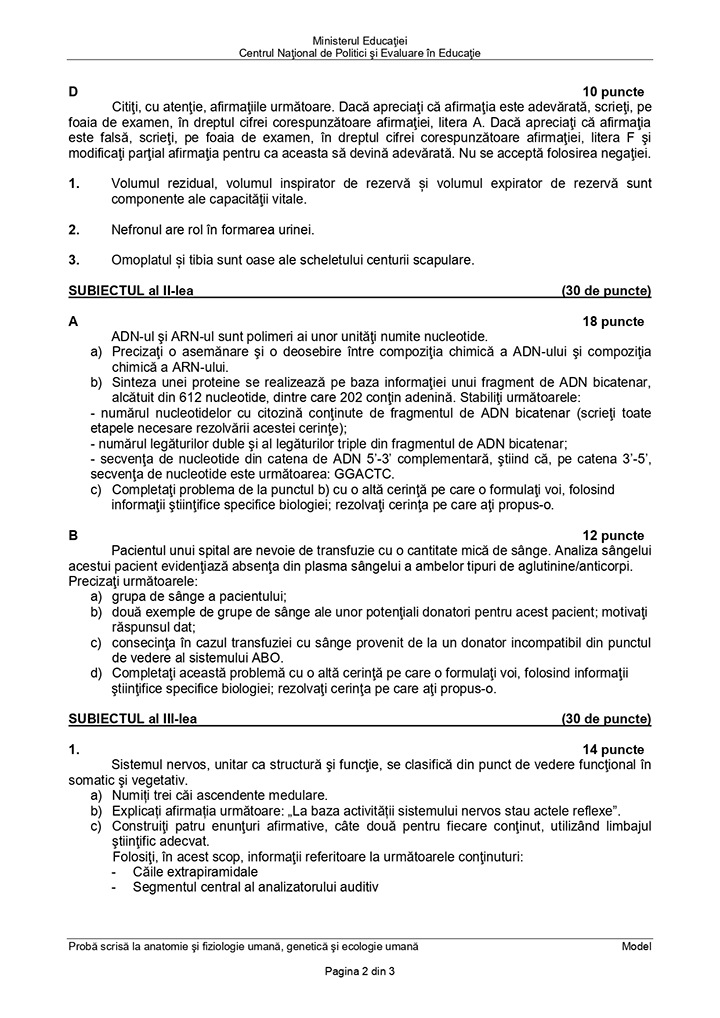 Ministerul Educaţiei
Centrul Naţional de Politici şi Evaluare în Educaţie
D 10 puncte
Citiţi, cu atenţie, afirmaţiile următoare. Dacă apreciaţi că afirmaţia este adevărată, scrieţi, pe
foaia de examen, în dreptul cifrei corespunzătoare afirmaţiei, litera A. Dacă apreciaţi că afirmaţia
este falsă, scrieţi, pe foaia de examen, în dreptul cifrei corespunzătoare afirmaţiei, litera F şi
modificaţi parţial afirmaţia pentru ca aceasta să devină adevărată. Nu se acceptă folosirea negaţiei.
1. Volumul rezidual, volumul inspirator de rezervă și volumul expirator de rezervă sunt
componente ale capacităţii vitale.
2. Nefronul are rol în formarea urinei.
3. Omoplatul și tibia sunt oase ale scheletului centurii scapulare.
SUBIECTUL al II-lea (30 de puncte)
A 18 puncte
ADN-ul şi ARN-ul sunt polimeri ai unor unităţi numite nucleotide.
a) Precizaţi o asemănare şi o deosebire între compoziţia chimică a ADN-ului şi compoziţia
chimică a ARN-ului.
b) Sinteza unei proteine se realizează pe baza informaţiei unui fragment de ADN bicatenar,
alcătuit din 612 nucleotide, dintre care 202 conţin adenină. Stabiliţi următoarele:
- numărul nucleotidelor cu citozină conţinute de fragmentul de ADN bicatenar (scrieţi toate
etapele necesare rezolvării acestei cerinţe);
- numărul legăturilor duble şi al legăturilor triple din fragmentul de ADN bicatenar;
- secvenţa de nucleotide din catena de ADN 5’-3’ complementară, ştiind că, pe catena 3’-5’,
secvenţa de nucleotide este următoarea: GGACTC.
c) Completaţi problema de la punctul b) cu o altă cerinţă pe care o formulaţi voi, folosind
informaţii ştiinţifice specifice biologiei; rezolvaţi cerinţa pe care aţi propus-o.
B 12 puncte
Pacientul unui spital are nevoie de transfuzie cu o cantitate mică de sânge. Analiza sângelui
acestui pacient evidenţiază absenţa din plasma sângelui a ambelor tipuri de aglutinine/anticorpi.
Precizaţi următoarele:
a) grupa de sânge a pacientului;
b) două exemple de grupe de sânge ale unor potenţiali donatori pentru acest pacient; motivaţi
răspunsul dat;
c) consecinţa în cazul transfuziei cu sânge provenit de la un donator incompatibil din punctul
de vedere al sistemului ABO.
d) Completaţi această problemă cu o altă cerinţă pe care o formulaţi voi, folosind informaţii
ştiinţifice specifice biologiei; rezolvaţi cerinţa pe care aţi propus-o.
SUBIECTUL al III-lea (30 de puncte)
1. 14 puncte
Sistemul nervos, unitar ca structură şi funcţie, se clasifică din punct de vedere funcţional în
somatic şi vegetativ.
a) Numiți trei căi ascendente medulare.
b) Explicați afirmația următoare: „La baza activității sistemului nervos stau actele reflexe”.
c) Construiţi patru enunţuri afirmative, câte două pentru fiecare conţinut, utilizând limbajul
ştiinţific adecvat.
Folosiţi, în acest scop, informaţii referitoare la următoarele conţinuturi:
- Căile extrapiramidale
- Segmentul central al analizatorului auditiv
Probă scrisă la anatomie şi fiziologie umană, genetică şi ecologie umană Model
Pagina 2 din 3